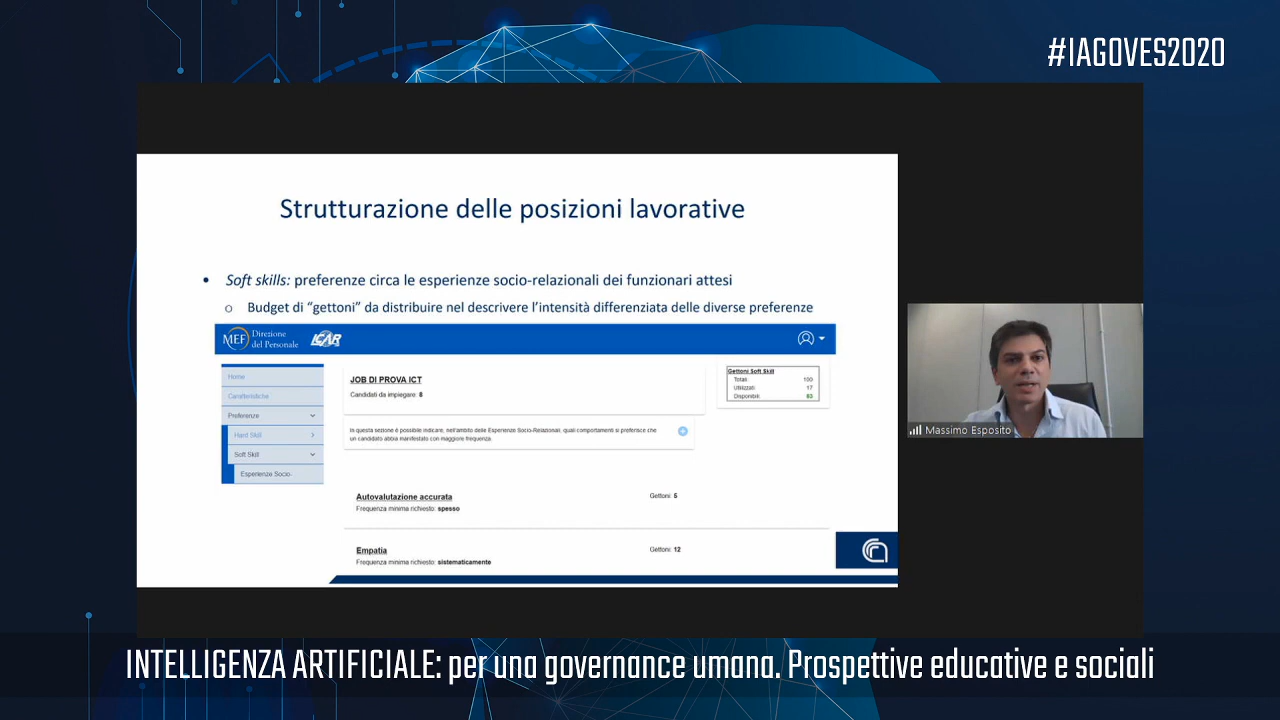 #IAGOVES2020
Strutturazione delle posizioni lavorative
• Soft skills: preferenze circa le esperienze socio-relazionali dei funzionari attesi
o Budget di “gettoni” da distribuire nel descrivere l’intensità differenziata delle diverse preferenze
MEF Direzione
del Personale
ICAR
Home
Caratteristiche
Preferenze
Hard Skill
Soft Skill
Esperienze Socio-
JOB DI PROVA ICT
Candidati da impiegare: 8
Gettoni Soft Skill
Totali: 100
Utilizzati: 17
Disponibili: 83
In questa sezione è possibile indicare, nell'ambito delle Esperienze Socio-Relazionali, quali comportamenti si preferisce che
un candidato abbia manifestato con maggiore frequenza.
Autovalutazione accurata
Gettoni: 5
Frequenza minima richiesto: spesso
Empatia
Gettoni: 12
Frequenza minima richiesto: sistematicamente
Massimo Esposito
INTELLIGENZA ARTIFICIALE: per una governance umana. Prospettive educative e sociali